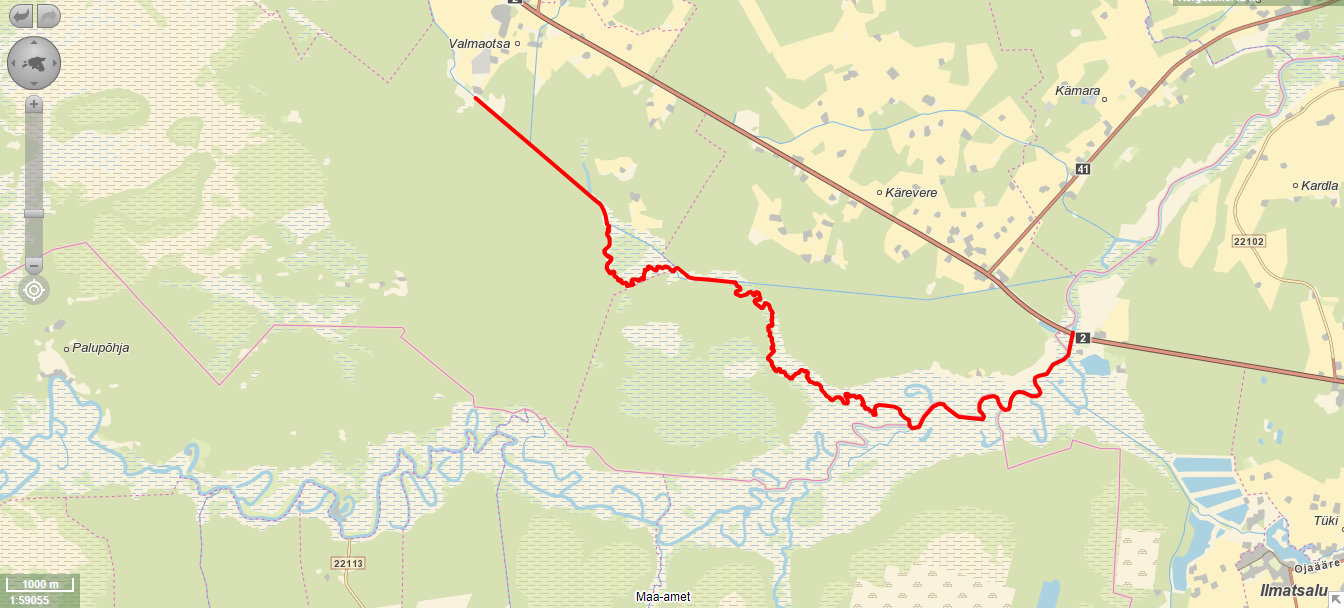 2
Valmaotsa
Kämara
41
Kärevere
Kardla
22102
Palupõhja
2
Tüki
22113
Ojaääre
Ilmatsalu
1000 m
1:59055
Maa-amet